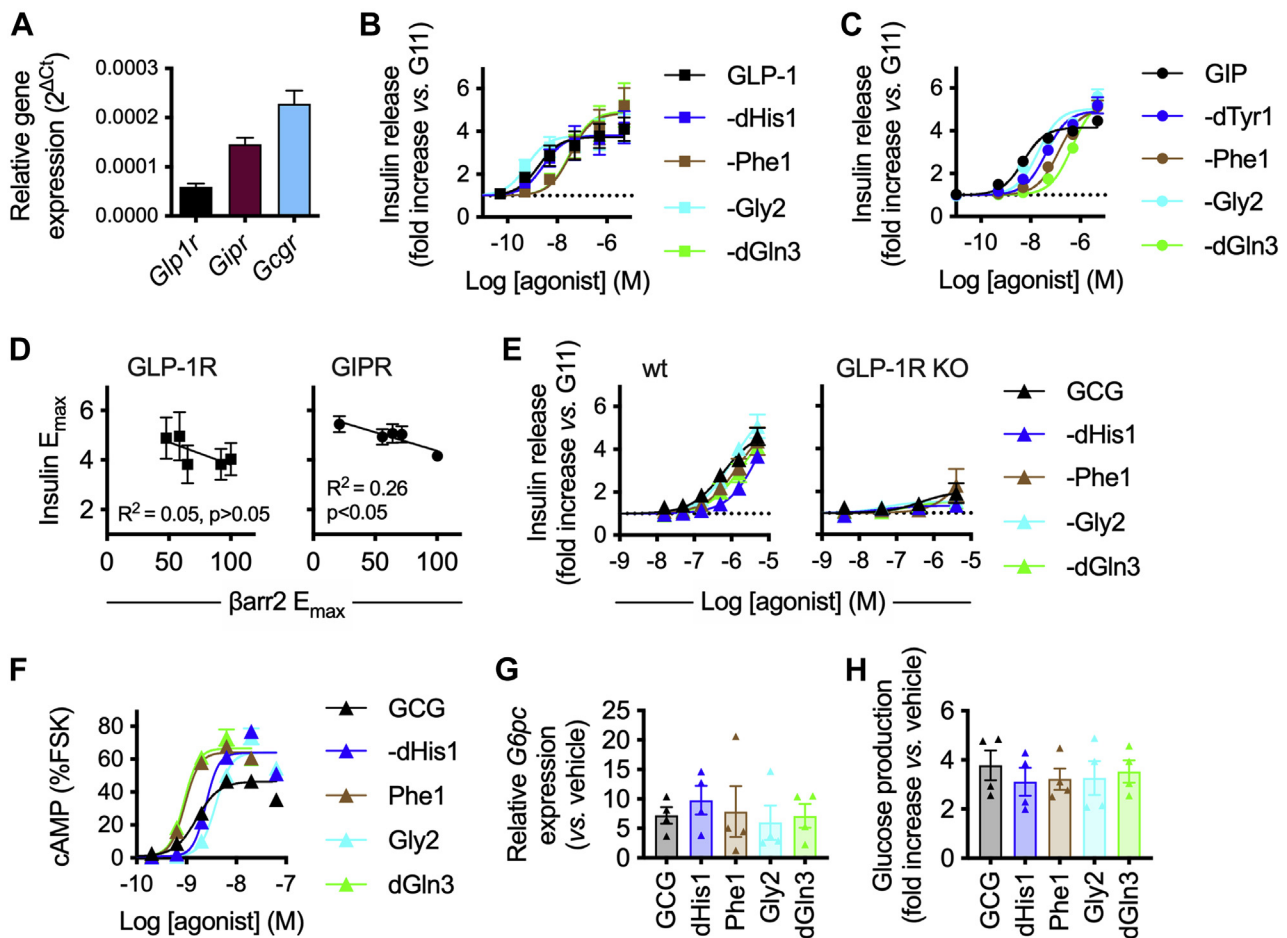 A
Relative gene
expression (2^ΔΔCt)
0.0003
0.0002
0.0001
0.0000
Glp1r
Gipr
Gcgr
B
Insulin release
(fold increase vs. G11)
6
4
2
0
-10
-8
-6
Log [agonist] (M)
GLP-1
-dHis1
-Phe1
-Gly2
-dGln3
C
Insulin release
(fold increase vs. G11)
6
4
2
0
-10
-8
-6
Log [agonist] (M)
GIP
-dTyr1
-Phe1
-Gly2
-dGln3
D
GLP-1R
GIPR
Insulin Emax
6
4
2
R² = 0.05, p>0.05
R² = 0.26
p<0.05
0
50
100
0
50
100
βarr2 Emax
E
wt
GLP-1R KO
Insulin release
(fold increase vs. G11)
6
4
2
0
-9
-8
-7
-6
-5
-9
-8
-7
-6
-5
Log [agonist] (M)
GCG
-dHis1
-Phe1
-Gly2
-dGln3
F
cAMP (%FSK)
80
60
40
20
0
-10
-9
-8
-7
Log [agonist] (M)
GCG
-dHis1
Phe1
Gly2
dGln3
G
Relative G6pc
expression
(vs. vehicle)
25
20
15
10
5
0
GCG
dHis1
Phe1
Gly2
dGln3
H
Glucose production
(fold increase vs. vehicle)
6
4
2
0
GCG
dHis1
Phe1
Gly2
dGln3